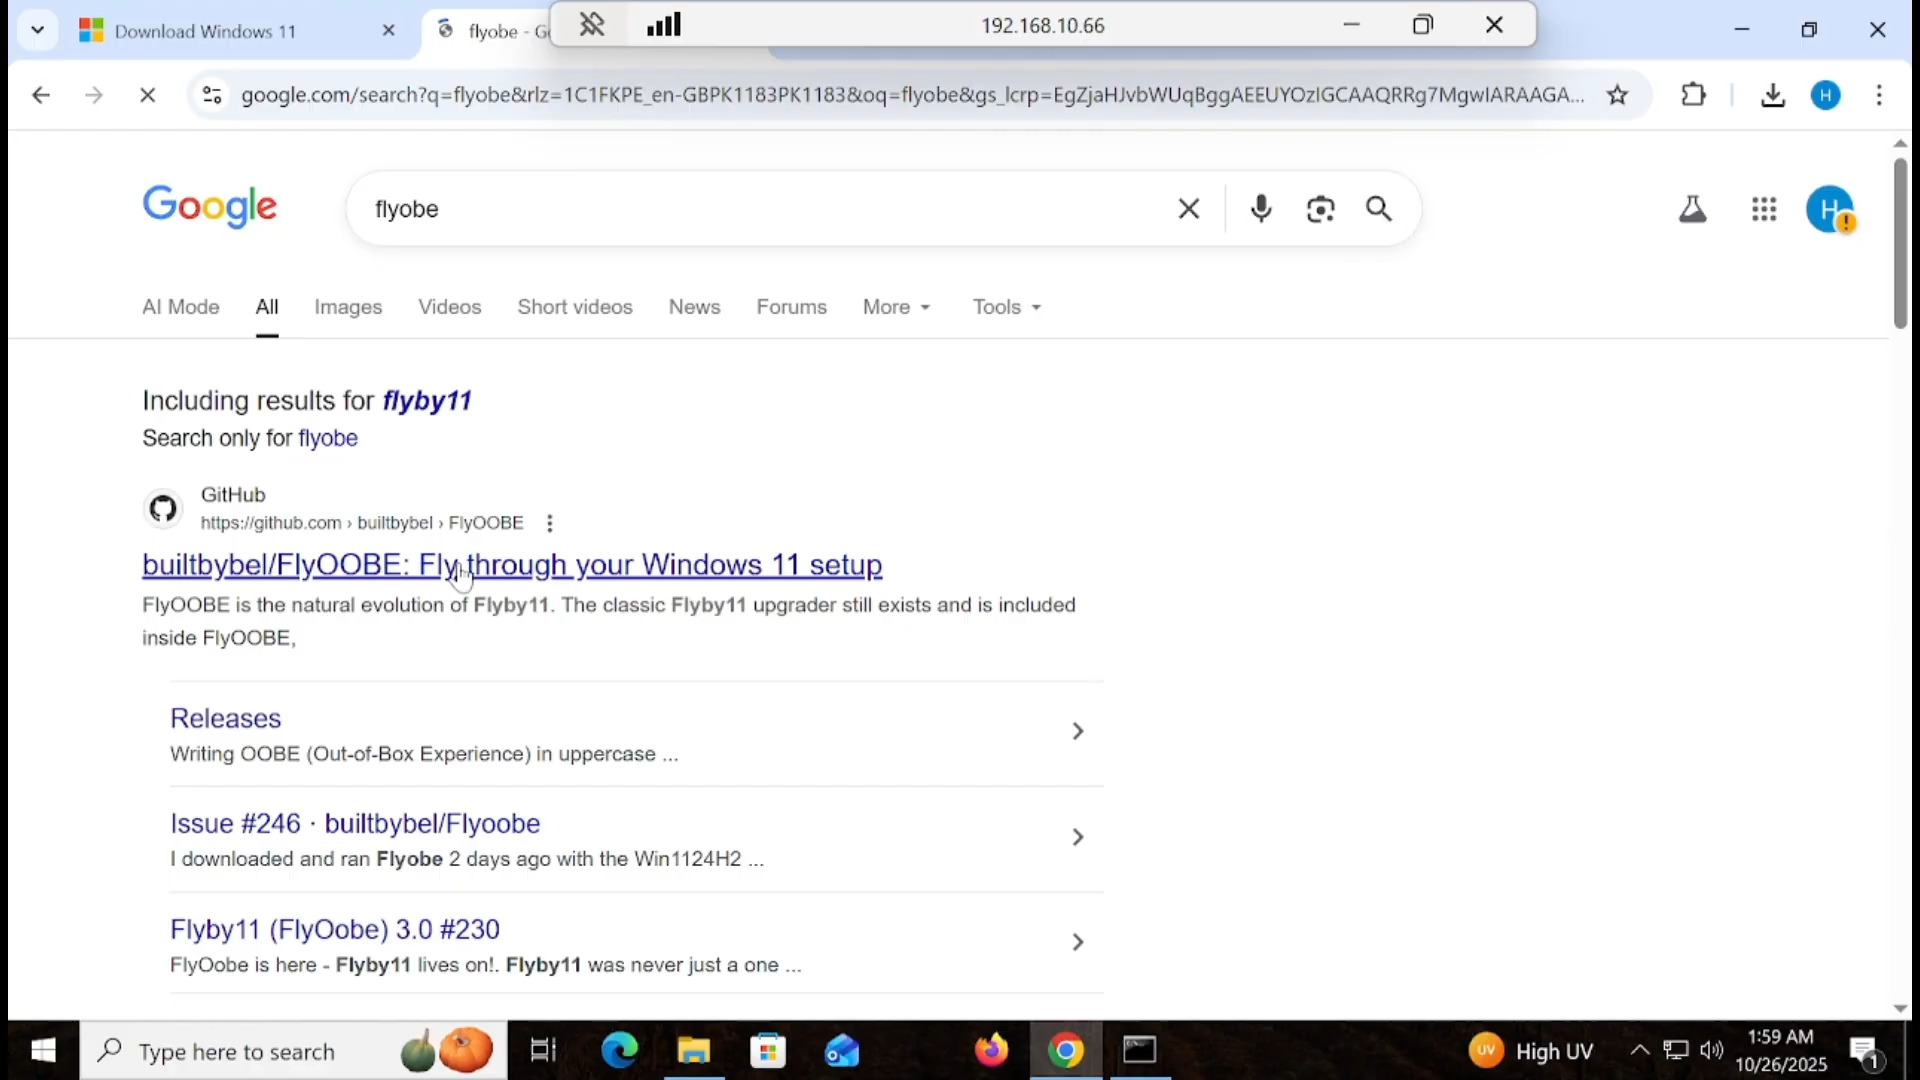 Download Windows 11
flyobe - G
192.168.10.66
google.com/search?q=flyobe&rlz=1C1FKPE_en-GBPK1183PK1183&oq=flyobe&gs_lcrp=EgZjaHJvbWUqBggAEEUYOzIGCAAQRRg7MgwIARAAGA...
H
Google
flyobe
H
AI Mode
All
Images
Videos
Short videos
News
Forums
More
Tools
Including results for flyby11
Search only for flyobe
GitHub
https://github.com › builtbybel › FlyOOBE
builtbybel/FlyOOBE: Fly through your Windows 11 setup
FlyOOBE is the natural evolution of Flyby11. The classic Flyby11 upgrader still exists and is included
inside FlyOOBE,
Releases
Writing OOBE (Out-of-Box Experience) in uppercase ...
Issue #246 · builtbybel/Flyoobe
I downloaded and ran Flyobe 2 days ago with the Win1124H2 ...
Flyby11 (FlyOobe) 3.0 #230
FlyOobe is here - Flyby11 lives on!. Flyby11 was never just a one ...
Type here to search
UV
High UV
1:59 AM
10/26/2025
1